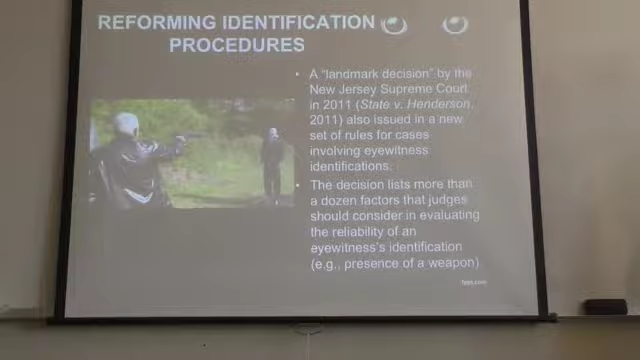 REFORMING IDENTIFICATION
PROCEDURES
• A "landmark decision" by the
New Jersey Supreme Court
in 2011 (State v. Henderson,
2011) also issued in a new
set of rules for cases
involving eyewitness
identifications.
• The decision lists more than
a dozen factors that judges
should consider in evaluating
the reliability of an
eyewitness's identification
(e.g., presence of a weapon)